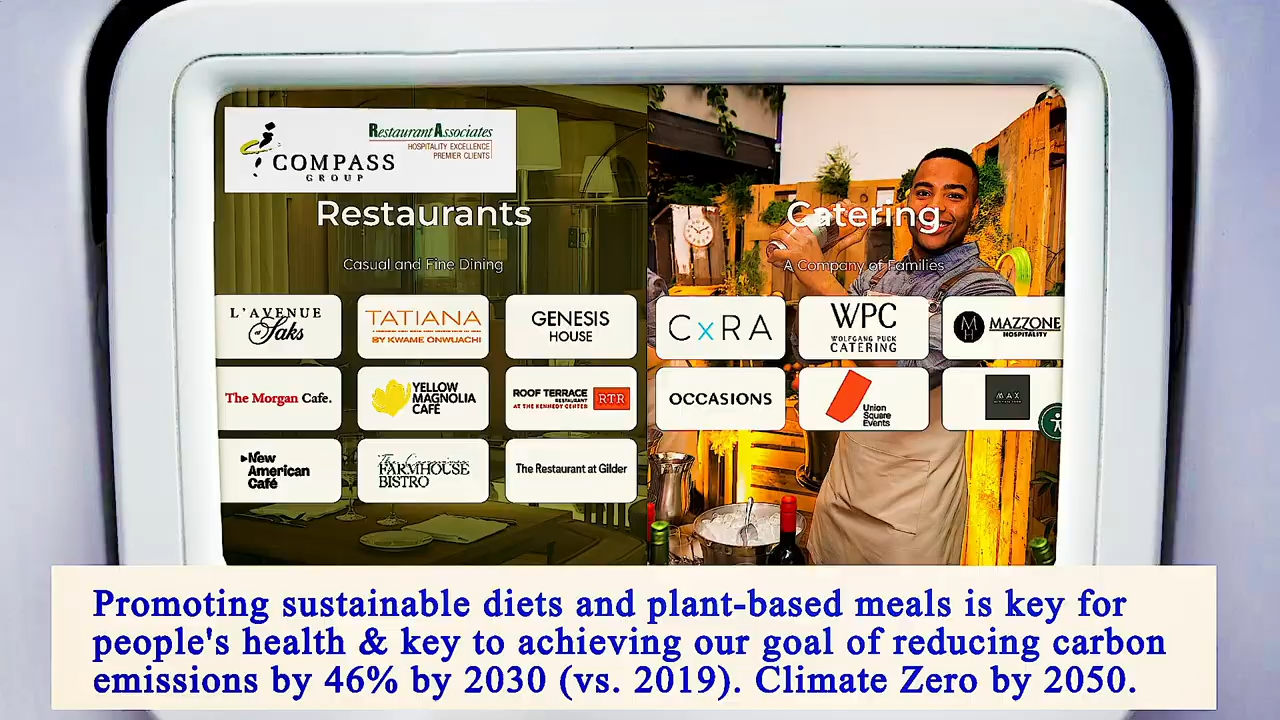 COMPASS
GROUP
Restaurant Associates
HOSPITALITY EXCELLENCE
PREMIER CLIENTS
Restaurants
Casual and Fine Dining
L'AVENUE
Saks
TATIANA
BY KWAME ONWUACHI
GENESIS
HOUSE
The Morgan Cafe.
YELLOW
MAGNOLIA
CAFÉ
ROOF TERRACE
RESTAURANT
AT THE KENNEDY CENTER
RTR
New
American
Café
FARMHOUSE
BISTRO
The Restaurant at Gilder
Catering
A Company of Families
CxRA
WPC
WOLFGANG PUCK
CATERING
MH
MAZZONE
HOSPITALITY
OCCASIONS
Union
Square
Events
MAX
Promoting sustainable diets and plant-based meals is key for
people's health & key to achieving our goal of reducing carbon
emissions by 46% by 2030 (vs. 2019). Climate Zero by 2050.